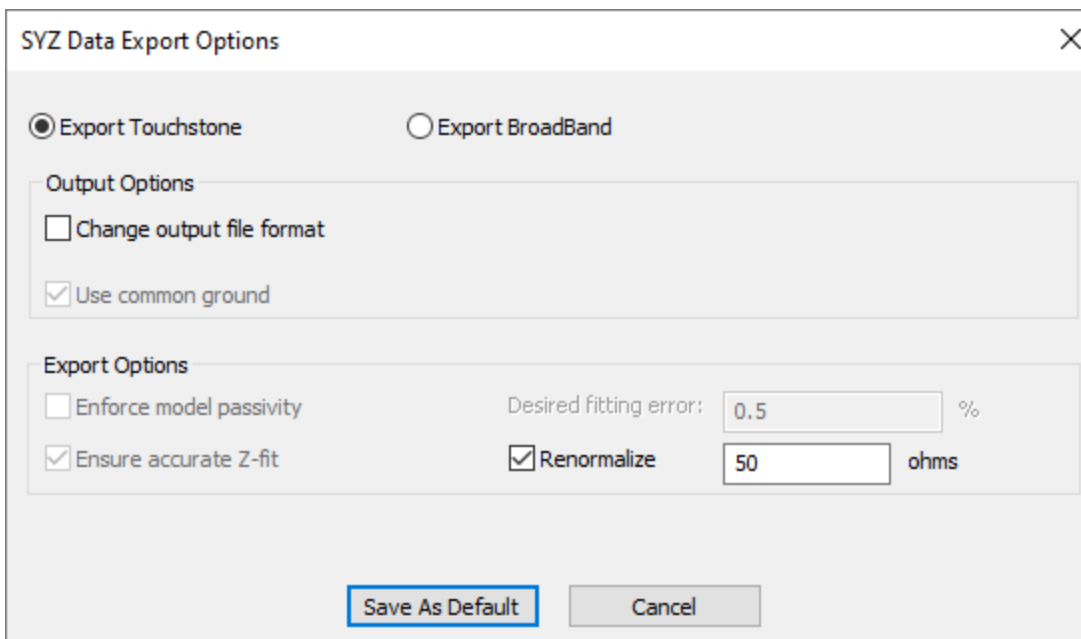 SYZ Data Export Options
Export Touchstone Export BroadBand
Output Options
Change output file format
Use common ground
Export Options
Enforce model passivity Desired fitting error: 0.5 %
Ensure accurate Z-fit Renormalize 50 ohms
Save As Default Cancel